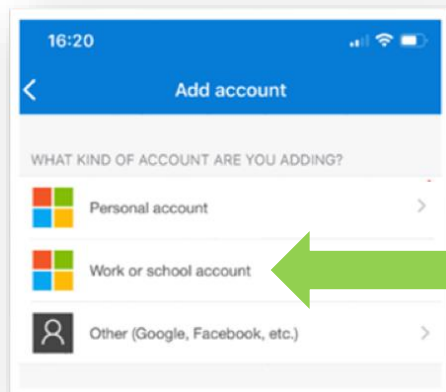 16:20
Add account
WHAT KIND OF ACCOUNT ARE YOU ADDING?
Personal account
Work or school account
Other (Google, Facebook, etc.)